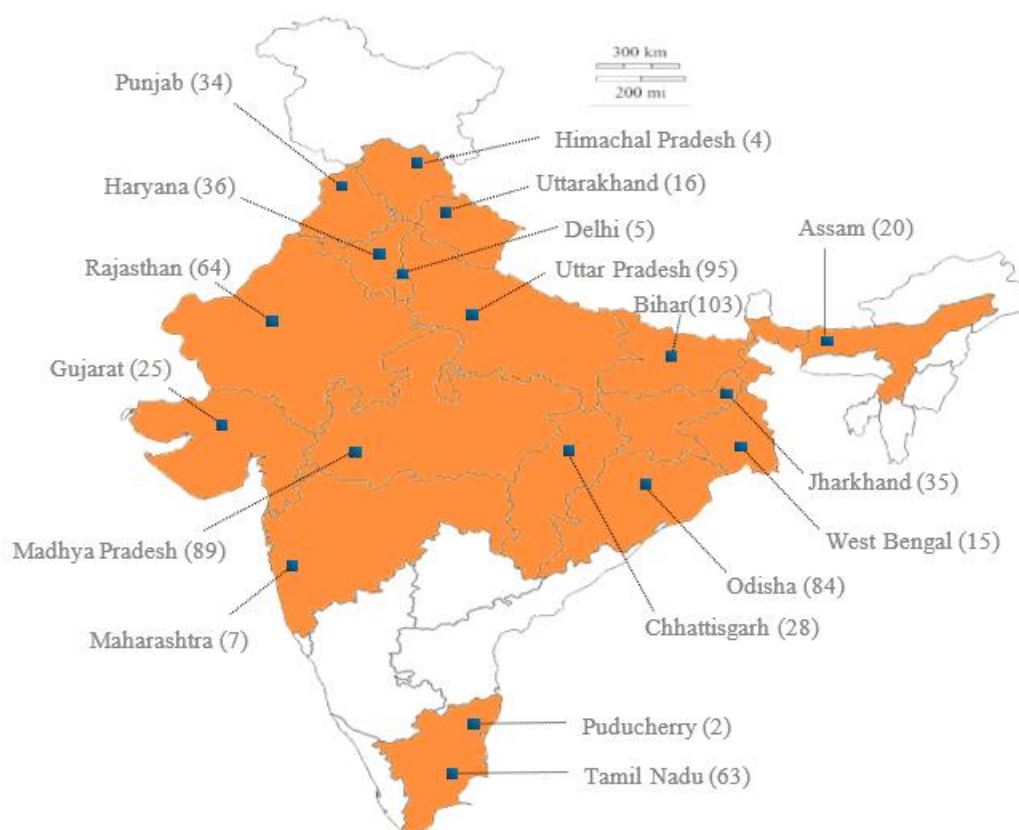 300 km
200 mi
Punjab (34)
Himachal Pradesh (4)
Haryana (36)
Uttarakhand (16)
Delhi (5)
Assam (20)
Rajasthan (64)
Uttar Pradesh (95)
Bihar(103)
Gujarat (25)
Jharkhand (35)
Madhya Pradesh (89)
West Bengal (15)
Odisha (84)
Chhattisgarh (28)
Maharashtra (7)
Puducherry (2)
Tamil Nadu (63)